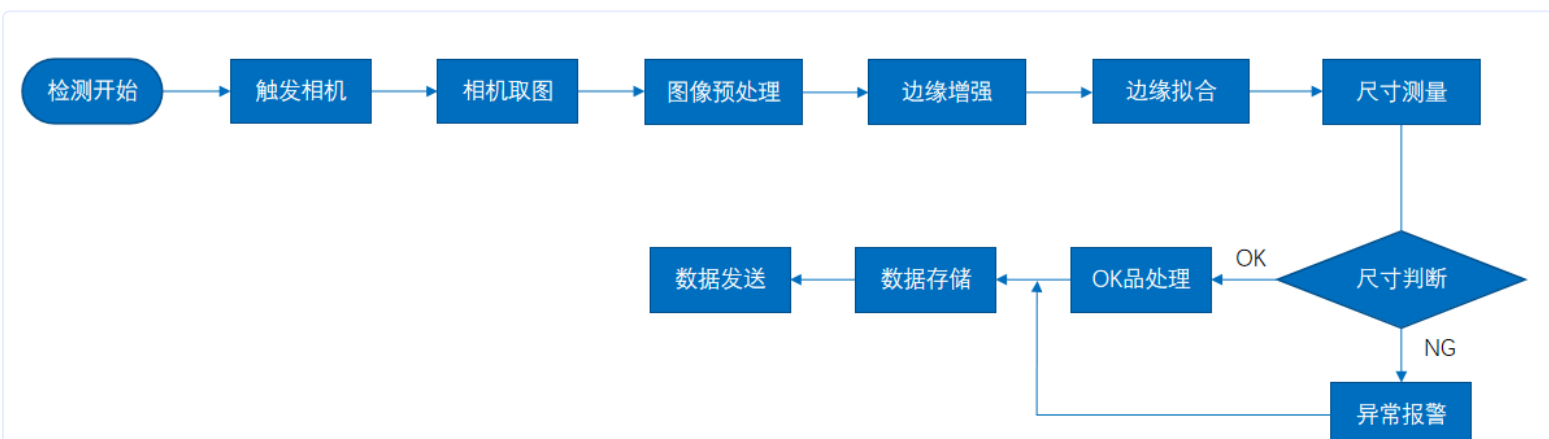 检测开始
触发相机
相机取图
图像预处理
边缘增强
边缘拟合
尺寸测量
尺寸判断
OK
OK品处理
数据存储
数据发送
NG
异常报警